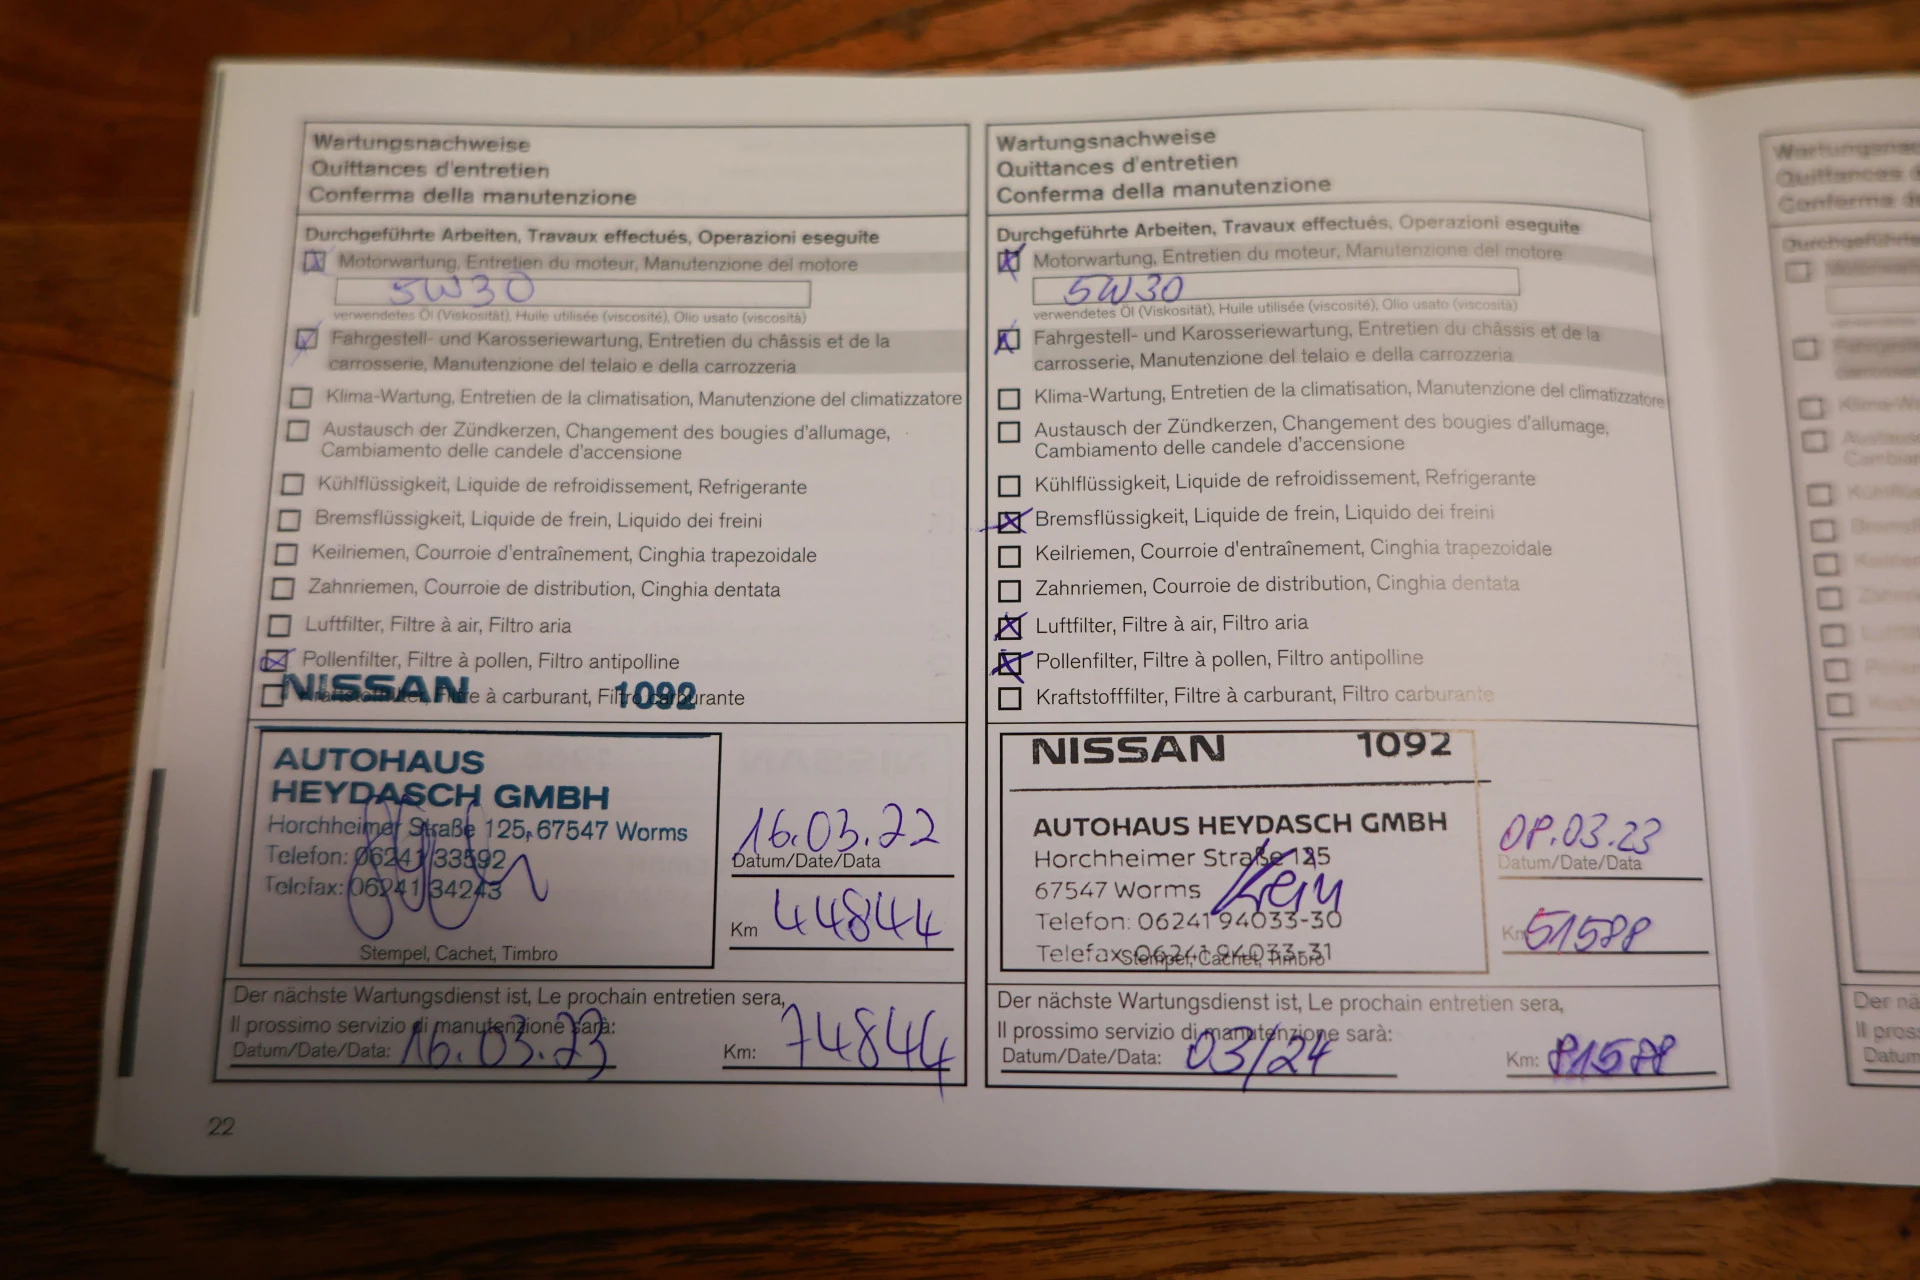 Wartungsnachweise
Quittances d'entretien
Conferma della manutenzione
Durchgeführte Arbeiten, Travaux effectués, Operazioni eseguite
Motorwartung, Entretien du moteur, Manutenzione del motore
5W30
verwendetes Öl (Viskosität), Huile utilisée (viscosité), Olio usato (viscosità)
Fahrgestell- und Karosseriewartung, Entretien du châssis et de la
carrosserie, Manutenzione del telaio e della carrozzeria
Klima-Wartung, Entretien de la climatisation, Manutenzione del climatizzatore
Austausch der Zündkerzen, Changement des bougies d'allumage,
Cambiamento delle candele d'accensione
Kühlflüssigkeit, Liquide de refroidissement, Refrigerante
Bremsflüssigkeit, Liquide de frein, Liquido dei freini
Keilriemen, Courroie d'entraînement, Cinghia trapezoidale
Zahnriemen, Courroie de distribution, Cinghia dentata
Luftfilter, Filtre à air, Filtro aria
Pollenfilter, Filtre à pollen, Filtro antipolline
Kraftstofffilter, Filtre à carburant, Filtro carburante
NISSAN 1092
AUTOHAUS
HEYDASCH GMBH
Horchheimer Straße 125, 67547 Worms
Telefon: 06241 33592
Telefax: 06241 34243
Stempel, Cachet, Timbro
16.03.22
Datum/Date/Data
Km 44844
Der nächste Wartungsdienst ist, Le prochain entretien sera,
Il prossimo servizio di manutenzione sarà:
Datum/Date/Data: 16.03.23 Km: 74844
22
Wartungsnachweise
Quittances d'entretien
Conferma della manutenzione
Durchgeführte Arbeiten, Travaux effectués, Operazioni eseguite
Motorwartung, Entretien du moteur, Manutenzione del motore
5W30
verwendetes Öl (Viskosität), Huile utilisée (viscosité), Olio usato (viscosità)
Fahrgestell- und Karosseriewartung, Entretien du châssis et de la
carrosserie, Manutenzione del telaio e della carrozzeria
Klima-Wartung, Entretien de la climatisation, Manutenzione del climatizzatore
Austausch der Zündkerzen, Changement des bougies d'allumage,
Cambiamento delle candele d'accensione
Kühlflüssigkeit, Liquide de refroidissement, Refrigerante
Bremsflüssigkeit, Liquide de frein, Liquido dei freini
Keilriemen, Courroie d'entraînement, Cinghia trapezoidale
Zahnriemen, Courroie de distribution, Cinghia dentata
Luftfilter, Filtre à air, Filtro aria
Pollenfilter, Filtre à pollen, Filtro antipolline
Kraftstofffilter, Filtre à carburant, Filtro carburante
NISSAN 1092
AUTOHAUS HEYDASCH GMBH
Horchheimer Straße 125
67547 Worms
Telefon: 06241 94033-30
Telefax: 06241 94033-31
Stempel, Cachet, Timbro
08.03.23
Datum/Date/Data
Km 51588
Der nächste Wartungsdienst ist, Le prochain entretien sera,
Il prossimo servizio di manutenzione sarà:
Datum/Date/Data: 03/24 Km: 81588